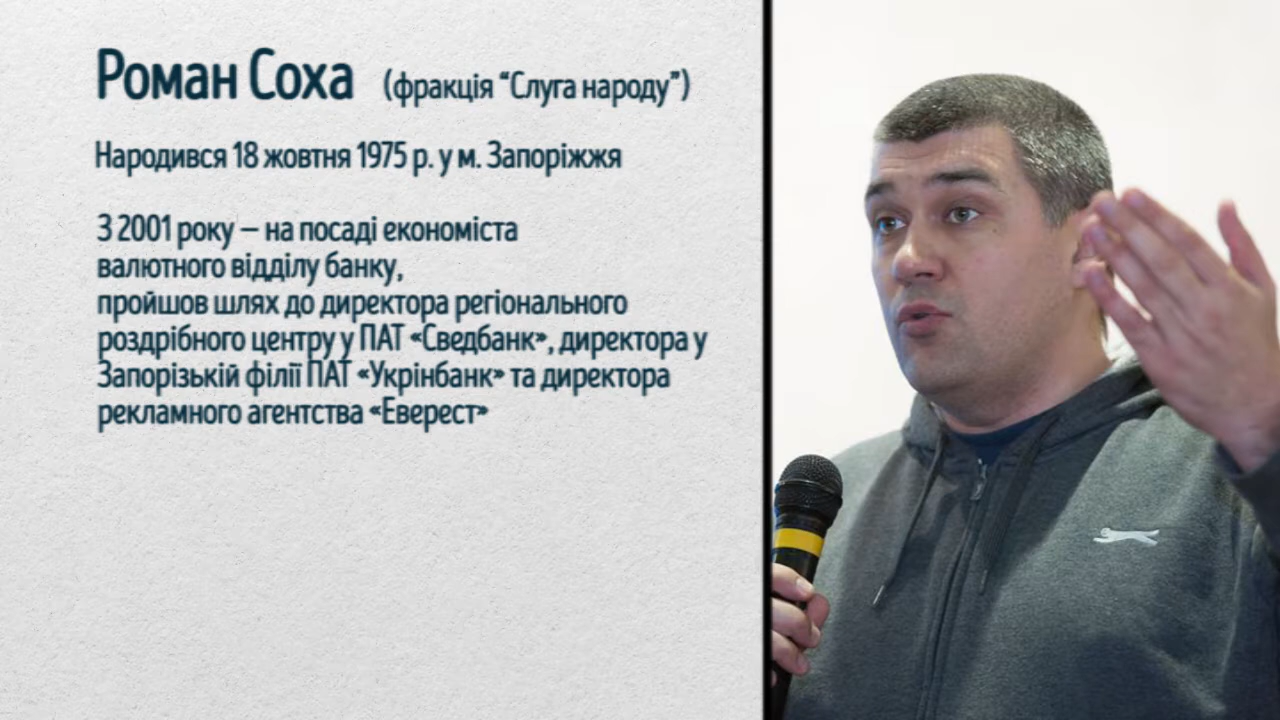 Роман Соха (фракція “Слуга народу”)
Народився 18 жовтня 1975 р. у м. Запоріжжя
З 2001 року – на посаді економіста
валютного відділу банку,
пройшов шлях до директора регіонального
роздрібного центру у ПАТ «Сведбанк», директора у
Запорізькій філії ПАТ «Укрінбанк» та директора
рекламного агентства «Еверест»